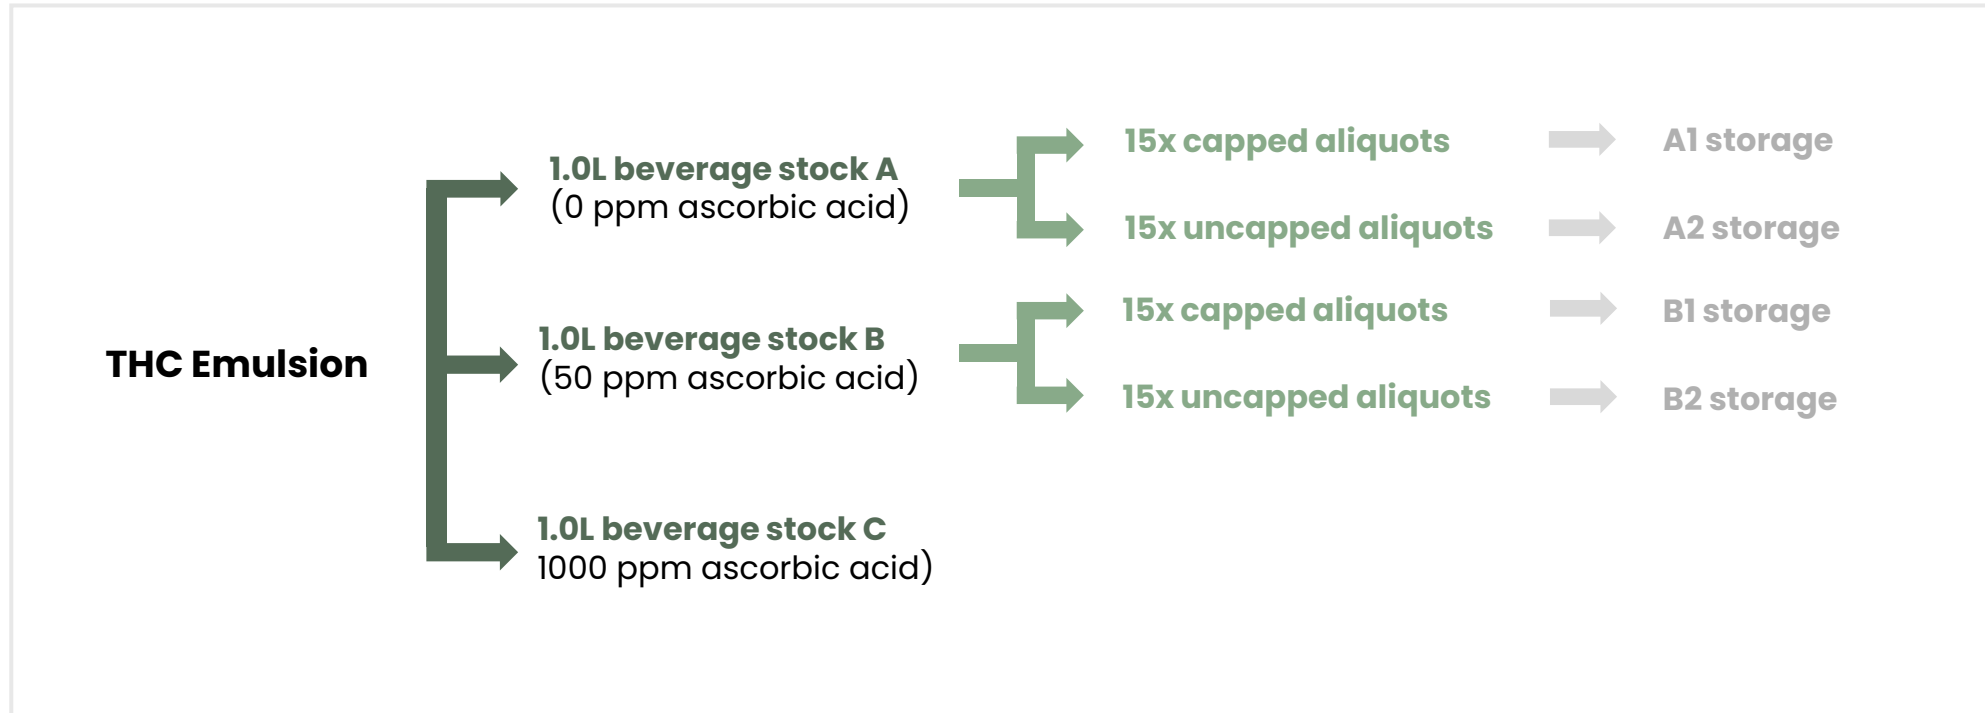 THC Emulsion
1.0L beverage stock A
(0 ppm ascorbic acid)
15x capped aliquots
A1 storage
15x uncapped aliquots
A2 storage
1.0L beverage stock B
(50 ppm ascorbic acid)
15x capped aliquots
B1 storage
15x uncapped aliquots
B2 storage
1.0L beverage stock C
1000 ppm ascorbic acid)